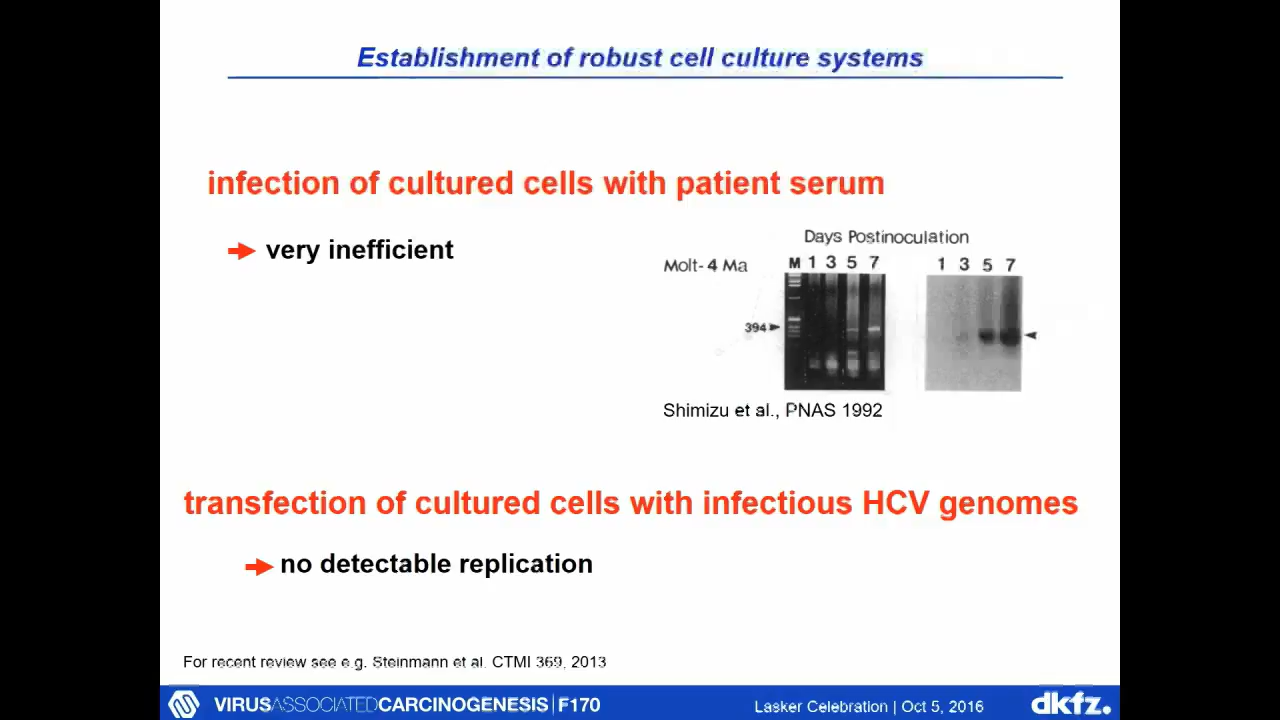 Establishment of robust cell culture systems
infection of cultured cells with patient serum
very inefficient
Days Postinoculation
Molt-4 Ma
M 1 3 5 7
1 3 5 7
394
Shimizu et al., PNAS 1992
transfection of cultured cells with infectious HCV genomes
no detectable replication
For recent review see e.g. Steinmann et al. CTMI 369, 2013
VIRUSASSOCIATEDCARCINOGENESIS|F170
Lasker Celebration | Oct 5, 2016
dkfz.